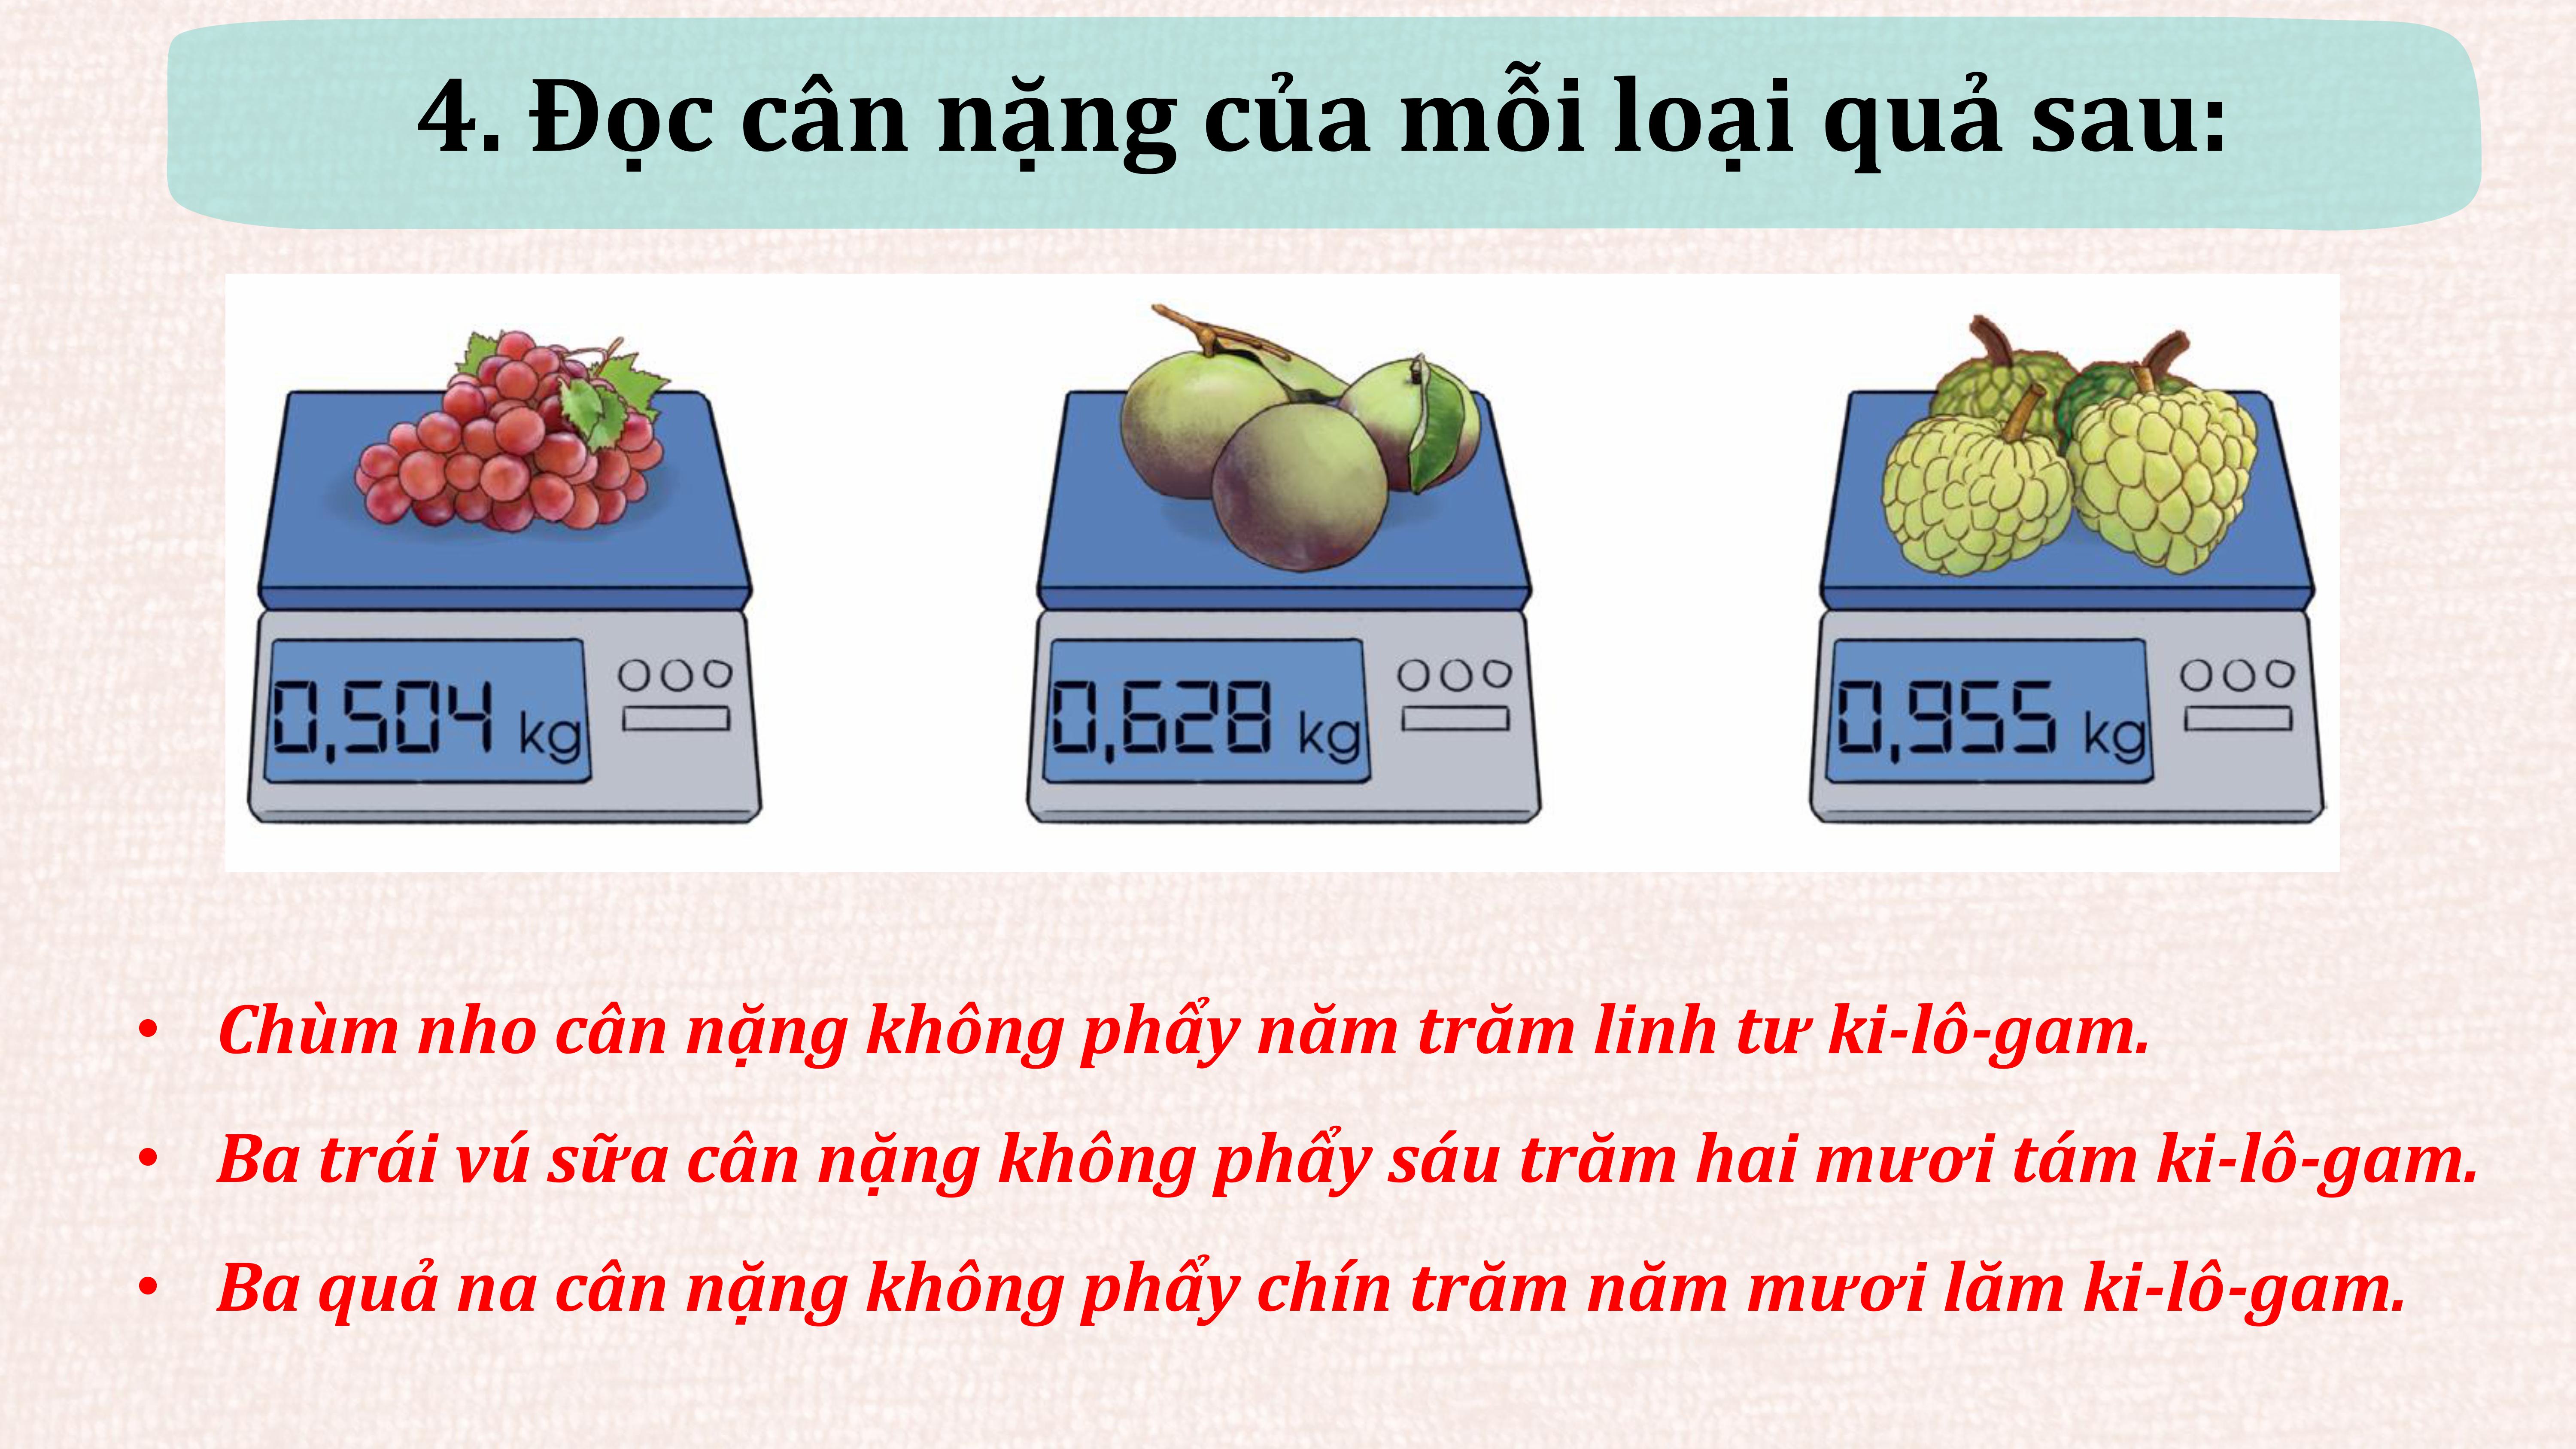 4. Đọc cân nặng của mỗi loại quả sau:
0,504 kg
0,628 kg
0,955 kg
• Chùm nho cân nặng không phẩy năm trăm linh tư ki-lô-gam.
• Ba trái vú sữa cân nặng không phẩy sáu trăm hai mươi tám ki-lô-gam.
• Ba quả na cân nặng không phẩy chín trăm năm mươi lăm ki-lô-gam.